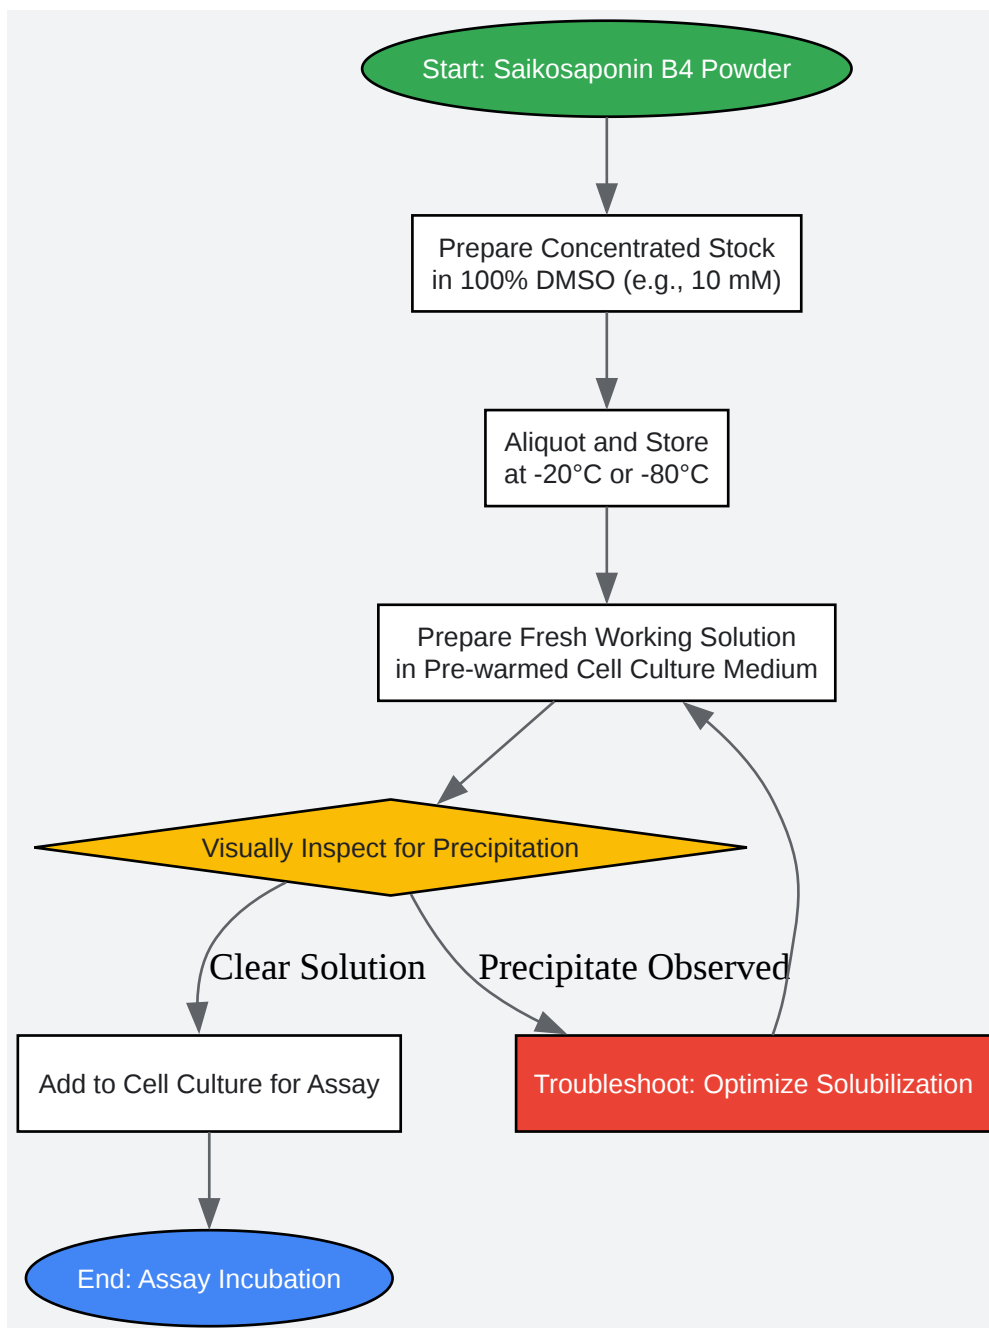 Start: Saikosaponin B4 Powder
Prepare Concentrated Stock
in 100% DMSO (e.g., 10 mM)
Aliquot and Store
at -20°C or -80°C
Prepare Fresh Working Solution
in Pre-warmed Cell Culture Medium
Visually Inspect for Precipitation
Clear Solution
Precipitate Observed
Add to Cell Culture for Assay
Troubleshoot: Optimize Solubilization
End: Assay Incubation